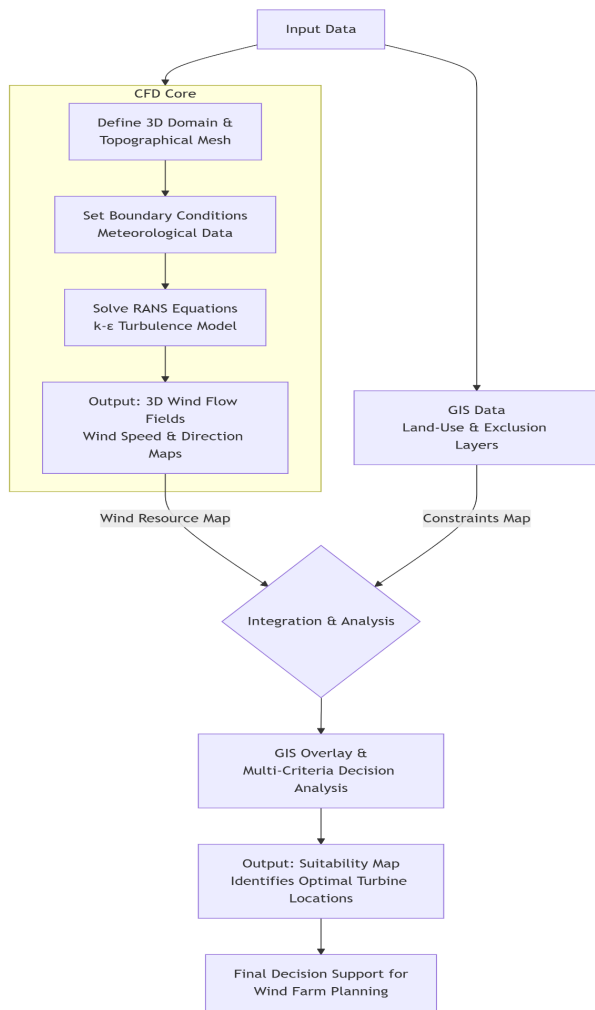 Input Data
CFD Core
Define 3D Domain &
Topographical Mesh
Set Boundary Conditions
Meteorological Data
Solve RANS Equations
k-ε Turbulence Model
Output: 3D Wind Flow
Fields
Wind Speed & Direction
Maps
GIS Data
Land-Use & Exclusion
Layers
Wind Resource Map
Constraints Map
Integration & Analysis
GIS Overlay &
Multi-Criteria Decision
Analysis
Output: Suitability Map
Identifies Optimal Turbine
Locations
Final Decision Support for
Wind Farm Planning